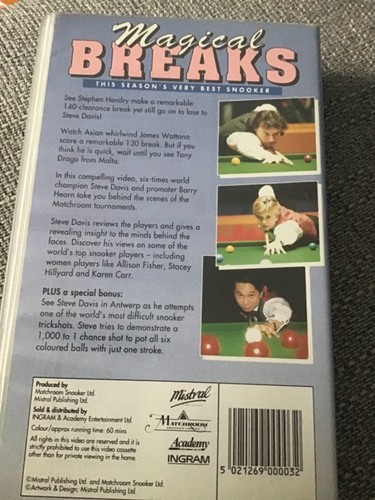 Magical
BREAKS
THIS SEASON'S VERY BEST SNOOKER
See Stephen Hendry make a remarkable
140-clearance break yet still go on to lose to
Steve Davis!
Watch Asian whirlwind James Wattana
score a remarkable 130 break. But if you
think he is quick, wait until you see Tony
Drago from Malta.
In this compelling video, six-times world
champion Steve Davis and promoter Barry
Hearn take you behind the scenes of the
Matchroom tournaments.
Steve Davis reviews the players and gives a
revealing insight to the minds behind the
faces. Discover his views on some of the
world's top snooker players – including
women players like Allison Fisher, Stacey
Hillyard and Karen Corr.
PLUS a special bonus:
See Steve Davis in Antwerp as he attempts
one of the world's most difficult snooker
trickshots. Steve tries to demonstrate a
1,000 to 1 chance shot to pot all six
coloured balls with just one stroke.
Produced by
Matchroom Snooker Ltd.
Mistral Publishing Ltd.
Sold & distributed by
INGRAM & Academy Entertainment Ltd.
Colour/approx running time: 60 mins
All rights in this video are reserved and it is
strictly prohibited to use this video cassette
other than for private viewing in the home.
©Mistral Publishing Ltd. and Matchroom Snooker Ltd.
©Artwork & Design; Mistral Publishing Ltd.
Mistral
MATCHROOM
Academy
INGRAM
5 021269 000032